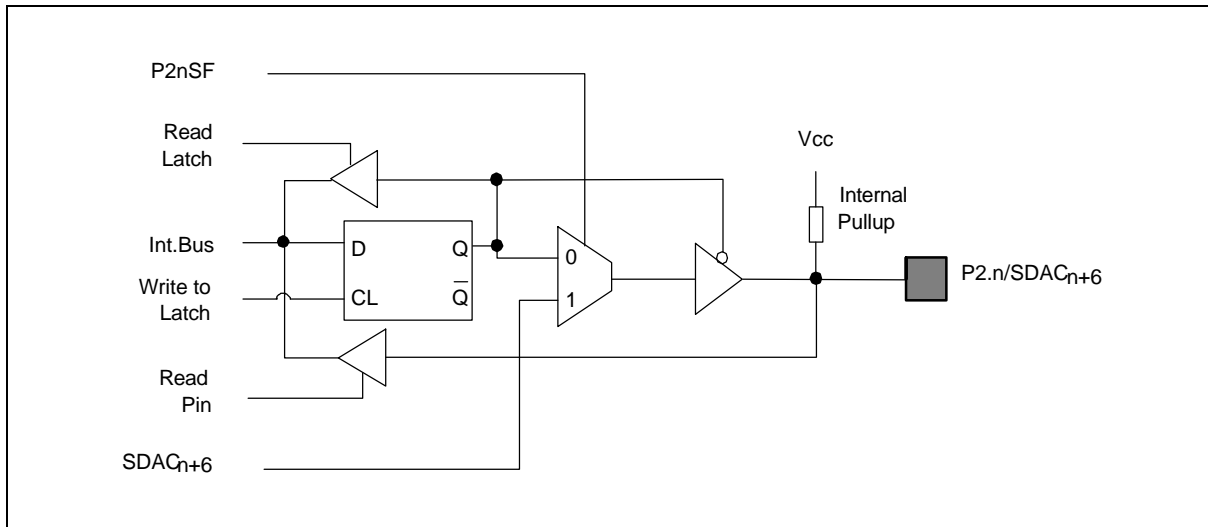 P2nSF
Read
Latch
Vcc
Internal
Pullup
Int.Bus
D
Q
0
P2.n/SDACn+6
Write to
Latch
CL
Q̅
1
Read
Pin
SDACn+6